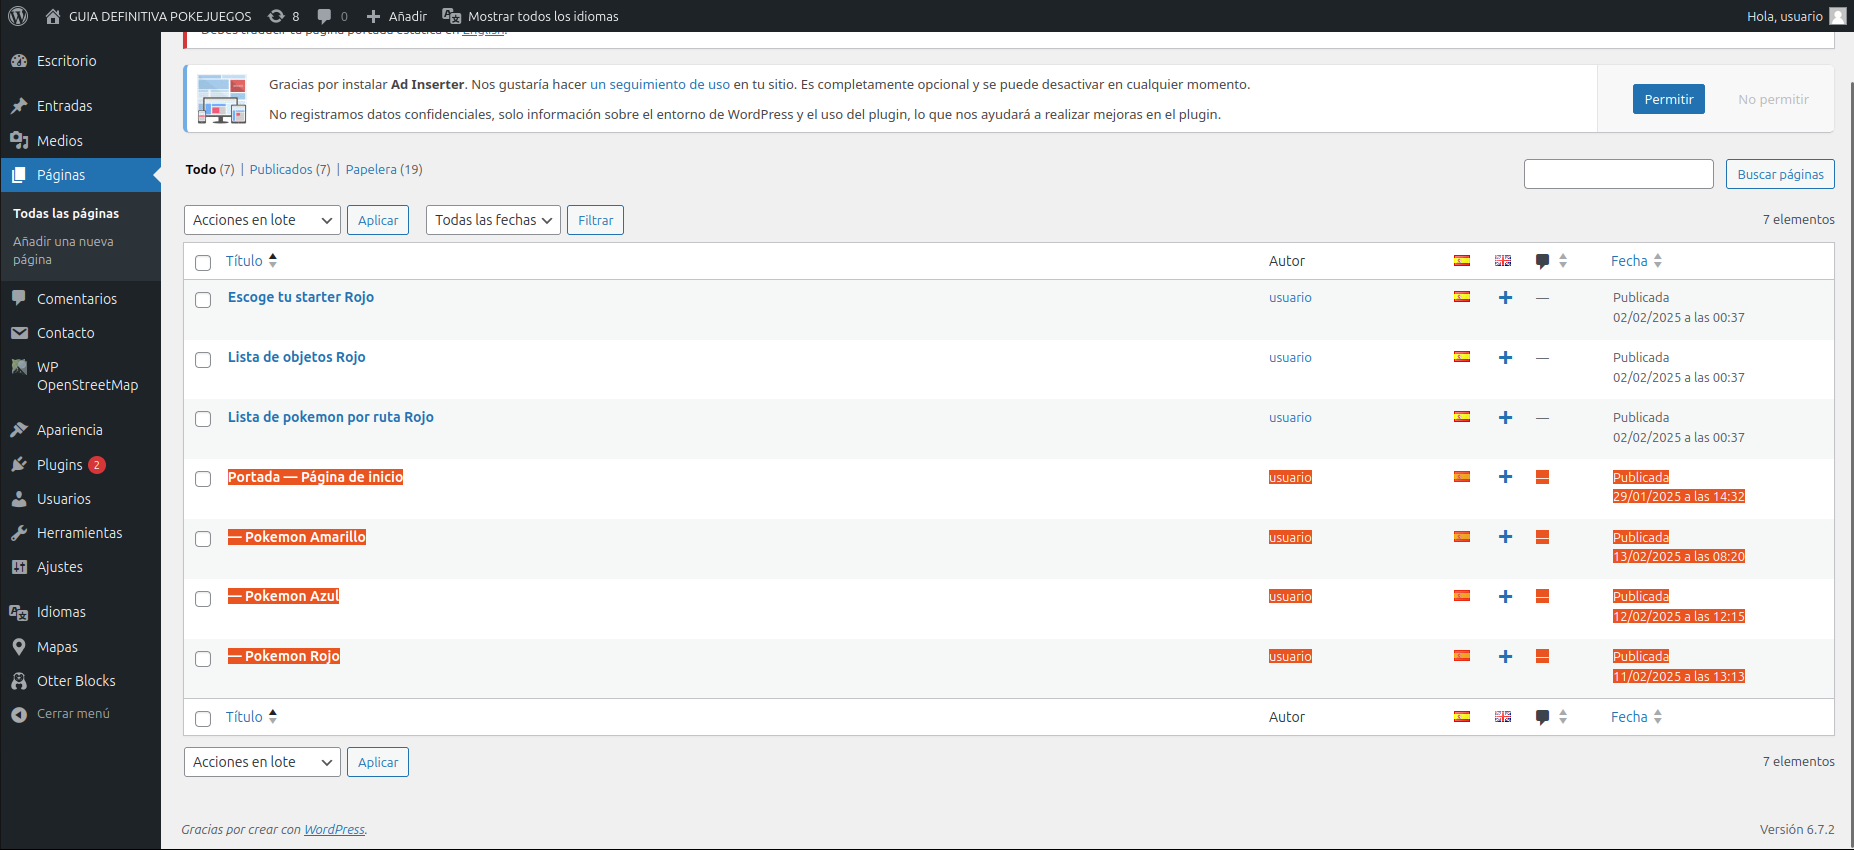 GUIA DEFINITIVA POKEJUEGOS 8 0 Añadir Mostrar todos los idiomas Hola, usuario
Debes traducir tu página portada estática en English.
Escritorio
Entradas
Medios
Páginas
Todas las páginas
Añadir una nueva
página
Comentarios
Contacto
WP
OpenStreetMap
Apariencia
Plugins 2
Usuarios
Herramientas
Ajustes
Idiomas
Mapas
Otter Blocks
Cerrar menú
Gracias por instalar Ad Inserter. Nos gustaría hacer un seguimiento de uso en tu sitio. Es completamente opcional y se puede desactivar en cualquier momento.
No registramos datos confidenciales, solo información sobre el entorno de WordPress y el uso del plugin, lo que nos ayudará a realizar mejoras en el plugin.
Permitir No permitir
Todo (7) | Publicados (7) | Papelera (19)
Buscar páginas
Acciones en lote Aplicar Todas las fechas Filtrar 7 elementos
Título Autor Fecha
Escoge tu starter Rojo usuario — Publicada
02/02/2025 a las 00:37
Lista de objetos Rojo usuario — Publicada
02/02/2025 a las 00:37
Lista de pokemon por ruta Rojo usuario — Publicada
02/02/2025 a las 00:37
Portada — Página de inicio usuario — Publicada
29/01/2025 a las 14:32
— Pokemon Amarillo usuario — Publicada
13/02/2025 a las 08:20
— Pokemon Azul usuario — Publicada
12/02/2025 a las 12:15
— Pokemon Rojo usuario — Publicada
11/02/2025 a las 13:13
Título Autor Fecha
Acciones en lote Aplicar 7 elementos
Gracias por crear con WordPress. Versión 6.7.2